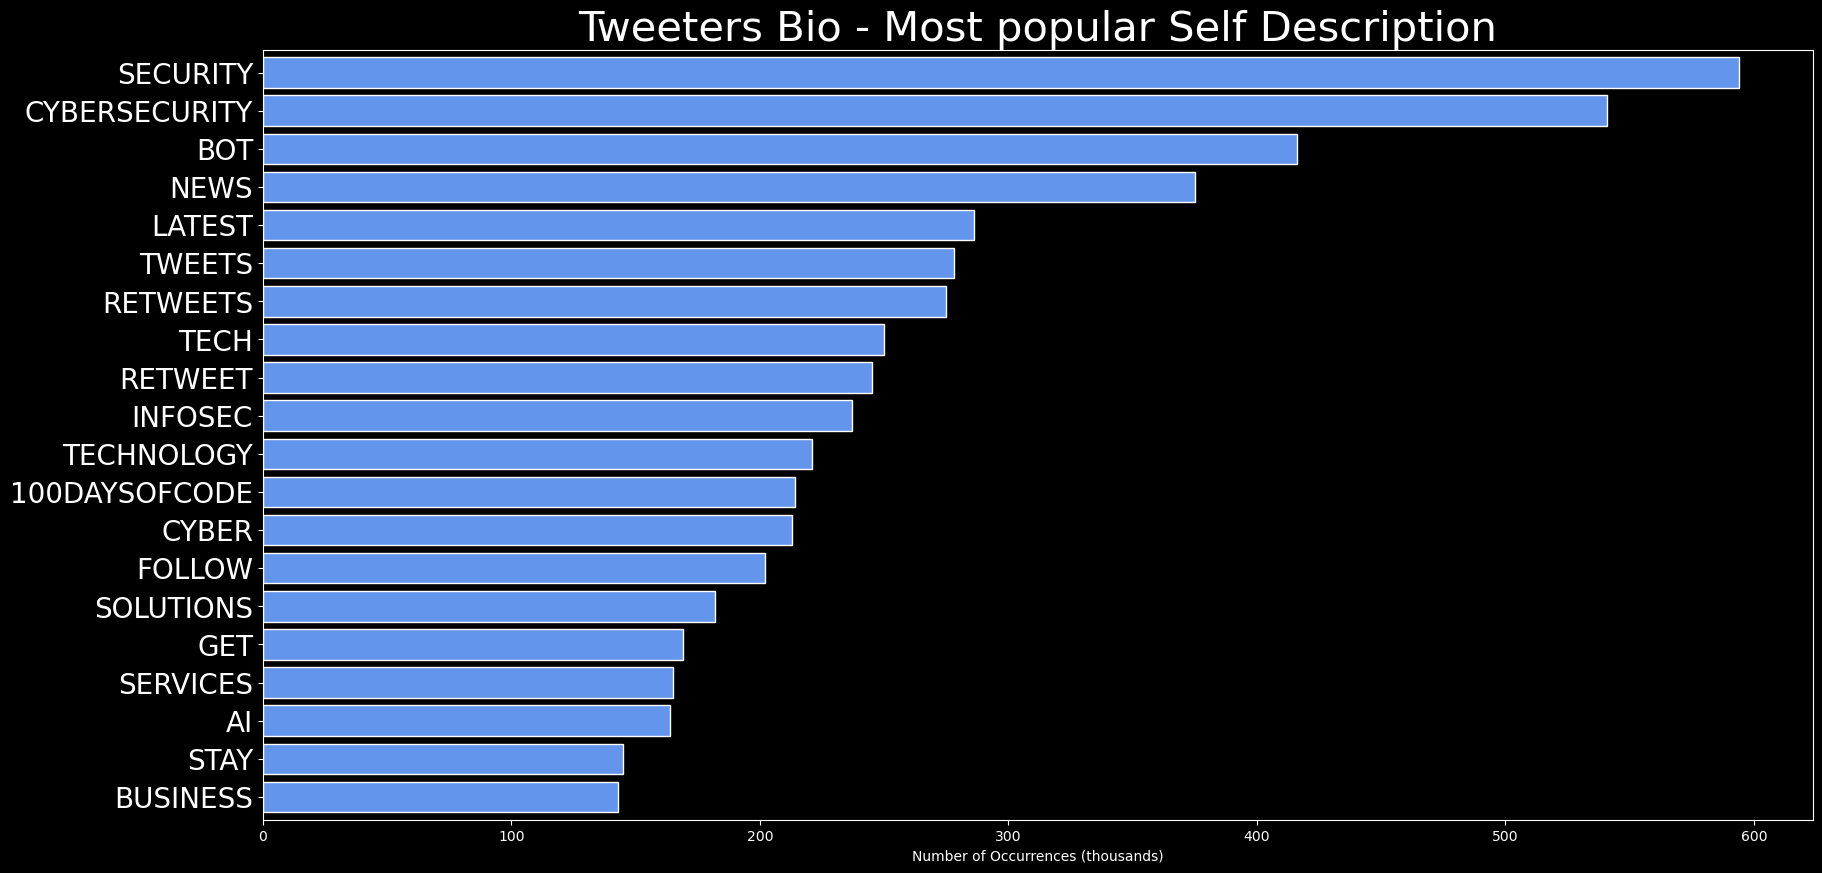 Tweeters Bio - Most popular Self Description
SECURITY
CYBERSECURITY
BOT
NEWS
LATEST
TWEETS
RETWEETS
TECH
RETWEET
INFOSEC
TECHNOLOGY
100DAYSOFCODE
CYBER
FOLLOW
SOLUTIONS
GET
SERVICES
AI
STAY
BUSINESS
0 100 200 300 400 500 600
Number of Occurrences (thousands)